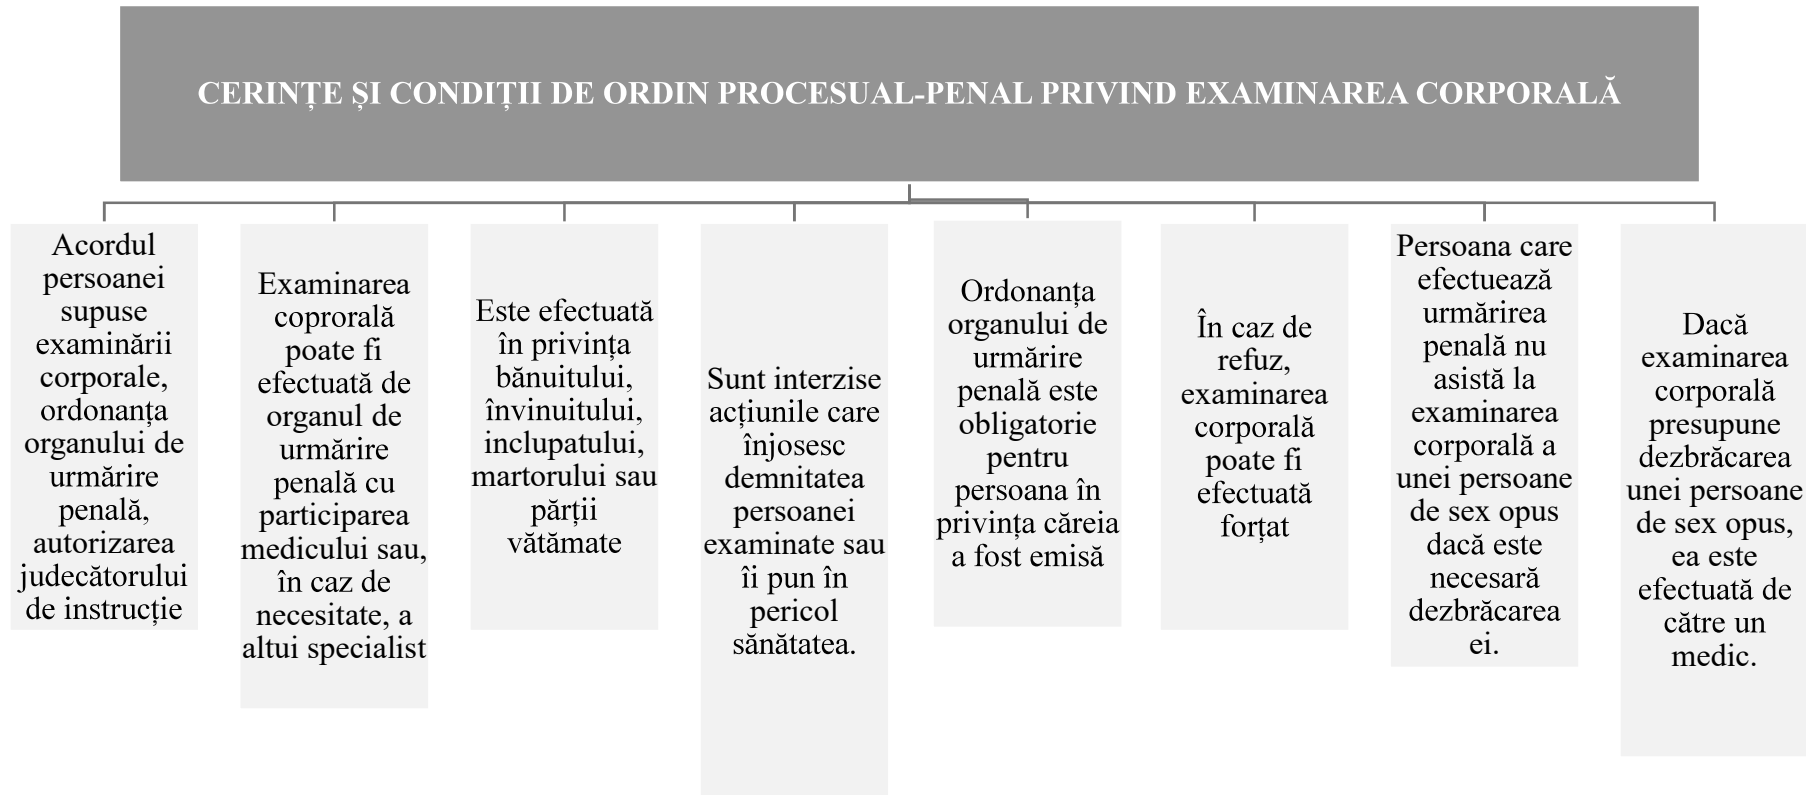 CERINȚE ȘI CONDIȚII DE ORDIN PROCESUAL-PENAL PRIVIND EXAMINAREA CORPORALĂ
Acordul
persoanei
supuse
examinării
corporale,
ordonanța
organului de
urmărire
penală,
autorizarea
judecătorului
de instrucție
Examinarea
coprorală
poate fi
efectuată de
organul de
urmărire
penală cu
participarea
medicului sau,
în caz de
necesitate, a
altui specialist
Este efectuată
în privința
bănuitului,
învinuitului,
inclupatului,
martorului sau
părții
vătămate
Sunt interzise
acțiunile care
înjosesc
demnitatea
persoanei
examinate sau
îi pun în
pericol
sănătatea.
Ordonanța
organului de
urmărire
penală este
obligatorie
pentru
persoana în
privința căreia
a fost emisă
În caz de
refuz,
examinarea
corporală
poate fi
efectuată
forțat
Persoana care
efectuează
urmărirea
penală nu
asistă la
examinarea
corporală a
unei persoane
de sex opus
dacă este
necesară
dezbrăcarea
ei.
Dacă
examinarea
corporală
presupune
dezbrăcarea
unei persoane
de sex opus,
ea este
efectuată de
către un
medic.